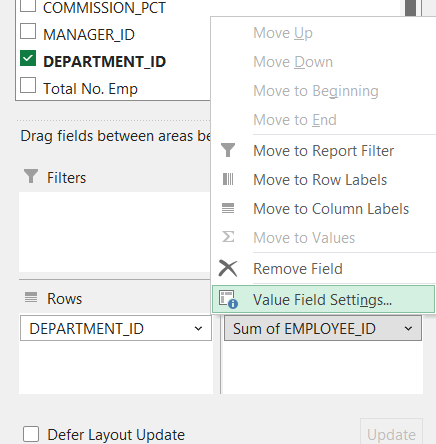 COMMISSION_PCT
MANAGER_ID
DEPARTMENT_ID
Total No. Emp
Drag fields between areas be
Filters
Rows
DEPARTMENT_ID
Move Up
Move Down
Move to Beginning
Move to End
Move to Report Filter
Move to Row Labels
Move to Column Labels
Move to Values
Remove Field
Value Field Settings...
Sum of EMPLOYEE_ID
Defer Layout Update
Update